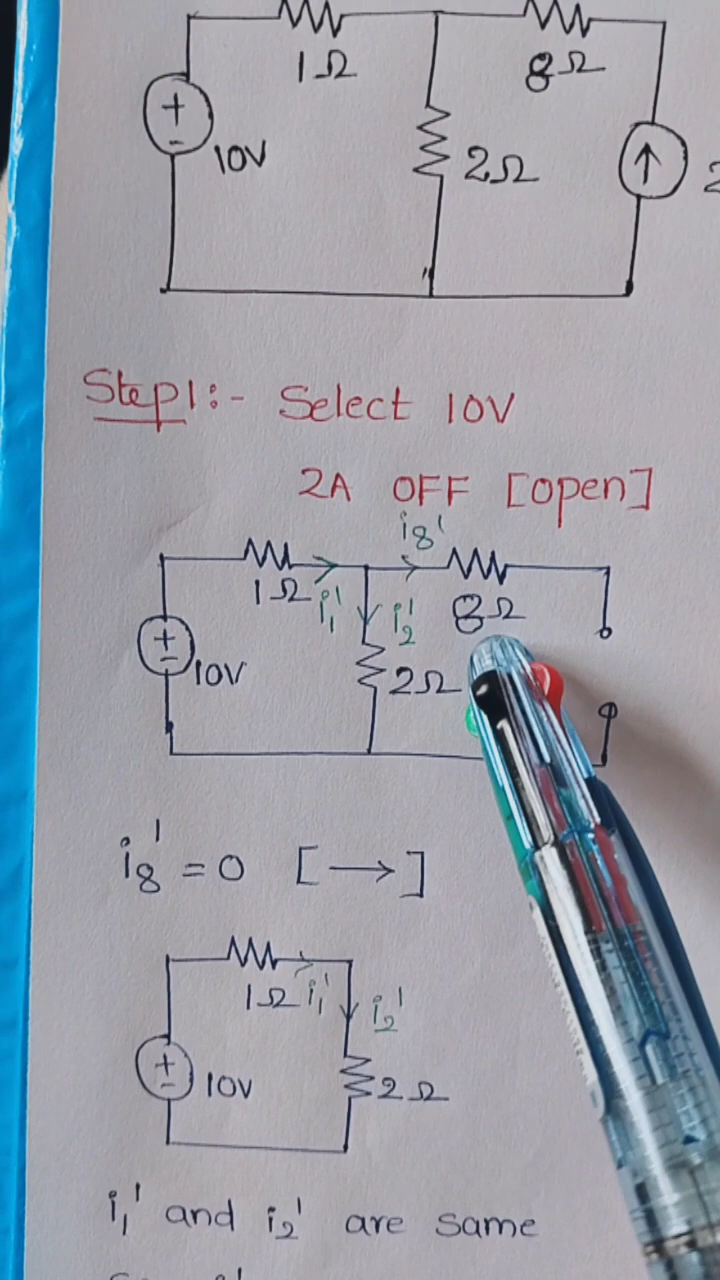 1Ω 8Ω
+
-
10V 2Ω ↑ 2
Step1:- Select 10V
2A OFF [open]
i8'
1Ω i1' i2' 8Ω
+
-
10V 2Ω
i8' = 0 [→]
1Ω i1' i2'
+
-
10V 2Ω
i1' and i2' are same